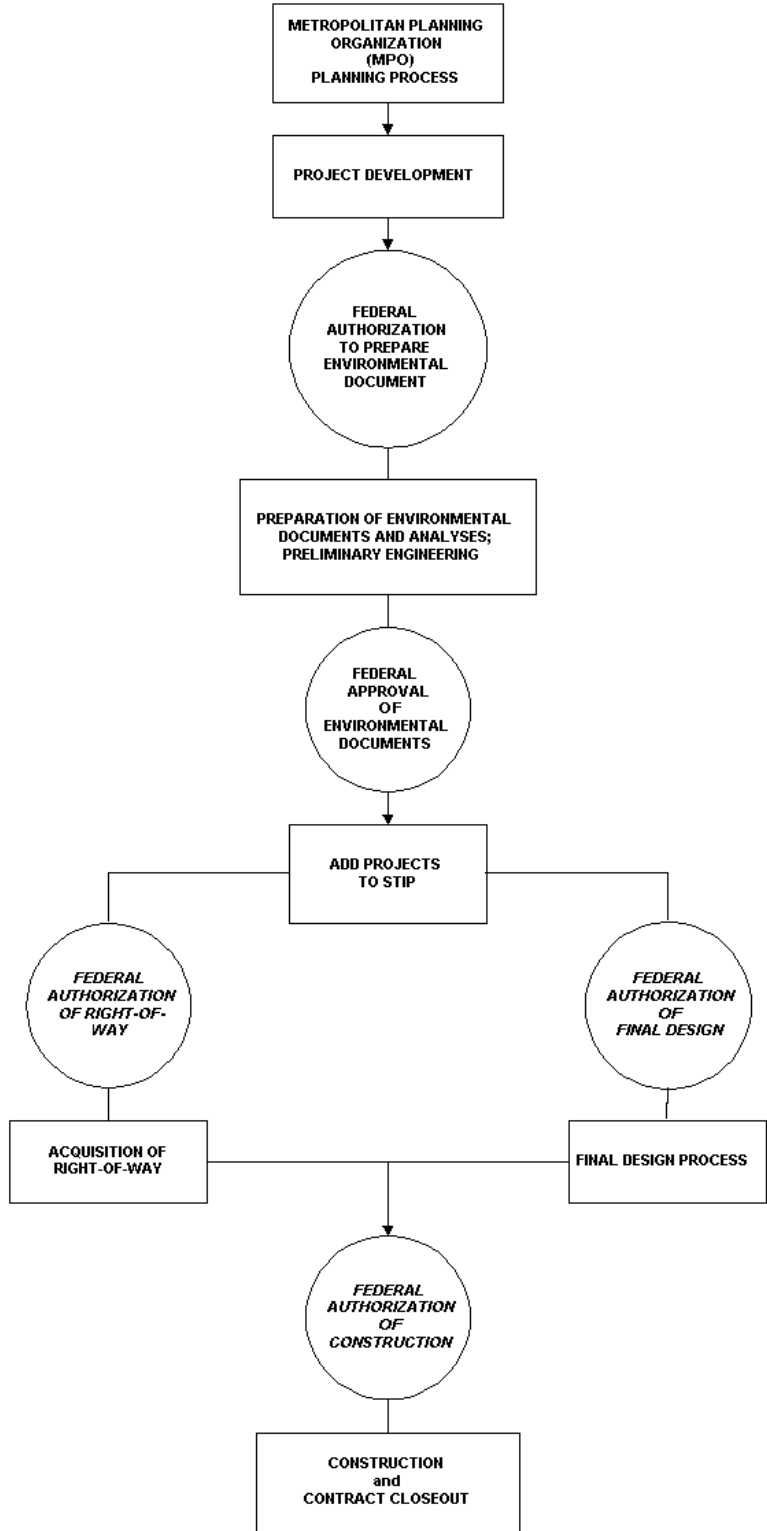 METROPOLITAN PLANNING
ORGANIZATION
(MPO)
PLANNING PROCESS
PROJECT DEVELOPMENT
FEDERAL
AUTHORIZATION
TO PREPARE
ENVIRONMENTAL
DOCUMENT
PREPARATION OF ENVIRONMENTAL
DOCUMENTS AND ANALYSES;
PRELIMINARY ENGINEERING
FEDERAL
APPROVAL
OF
ENVIRONMENTAL
DOCUMENTS
ADD PROJECTS
TO STIP
FEDERAL
AUTHORIZATION
OF RIGHT-OF-
WAY
FEDERAL
AUTHORIZATION
OF
FINAL DESIGN
ACQUISITION OF
RIGHT-OF-WAY
FINAL DESIGN PROCESS
FEDERAL
AUTHORIZATION
OF
CONSTRUCTION
CONSTRUCTION
and
CONTRACT CLOSEOUT